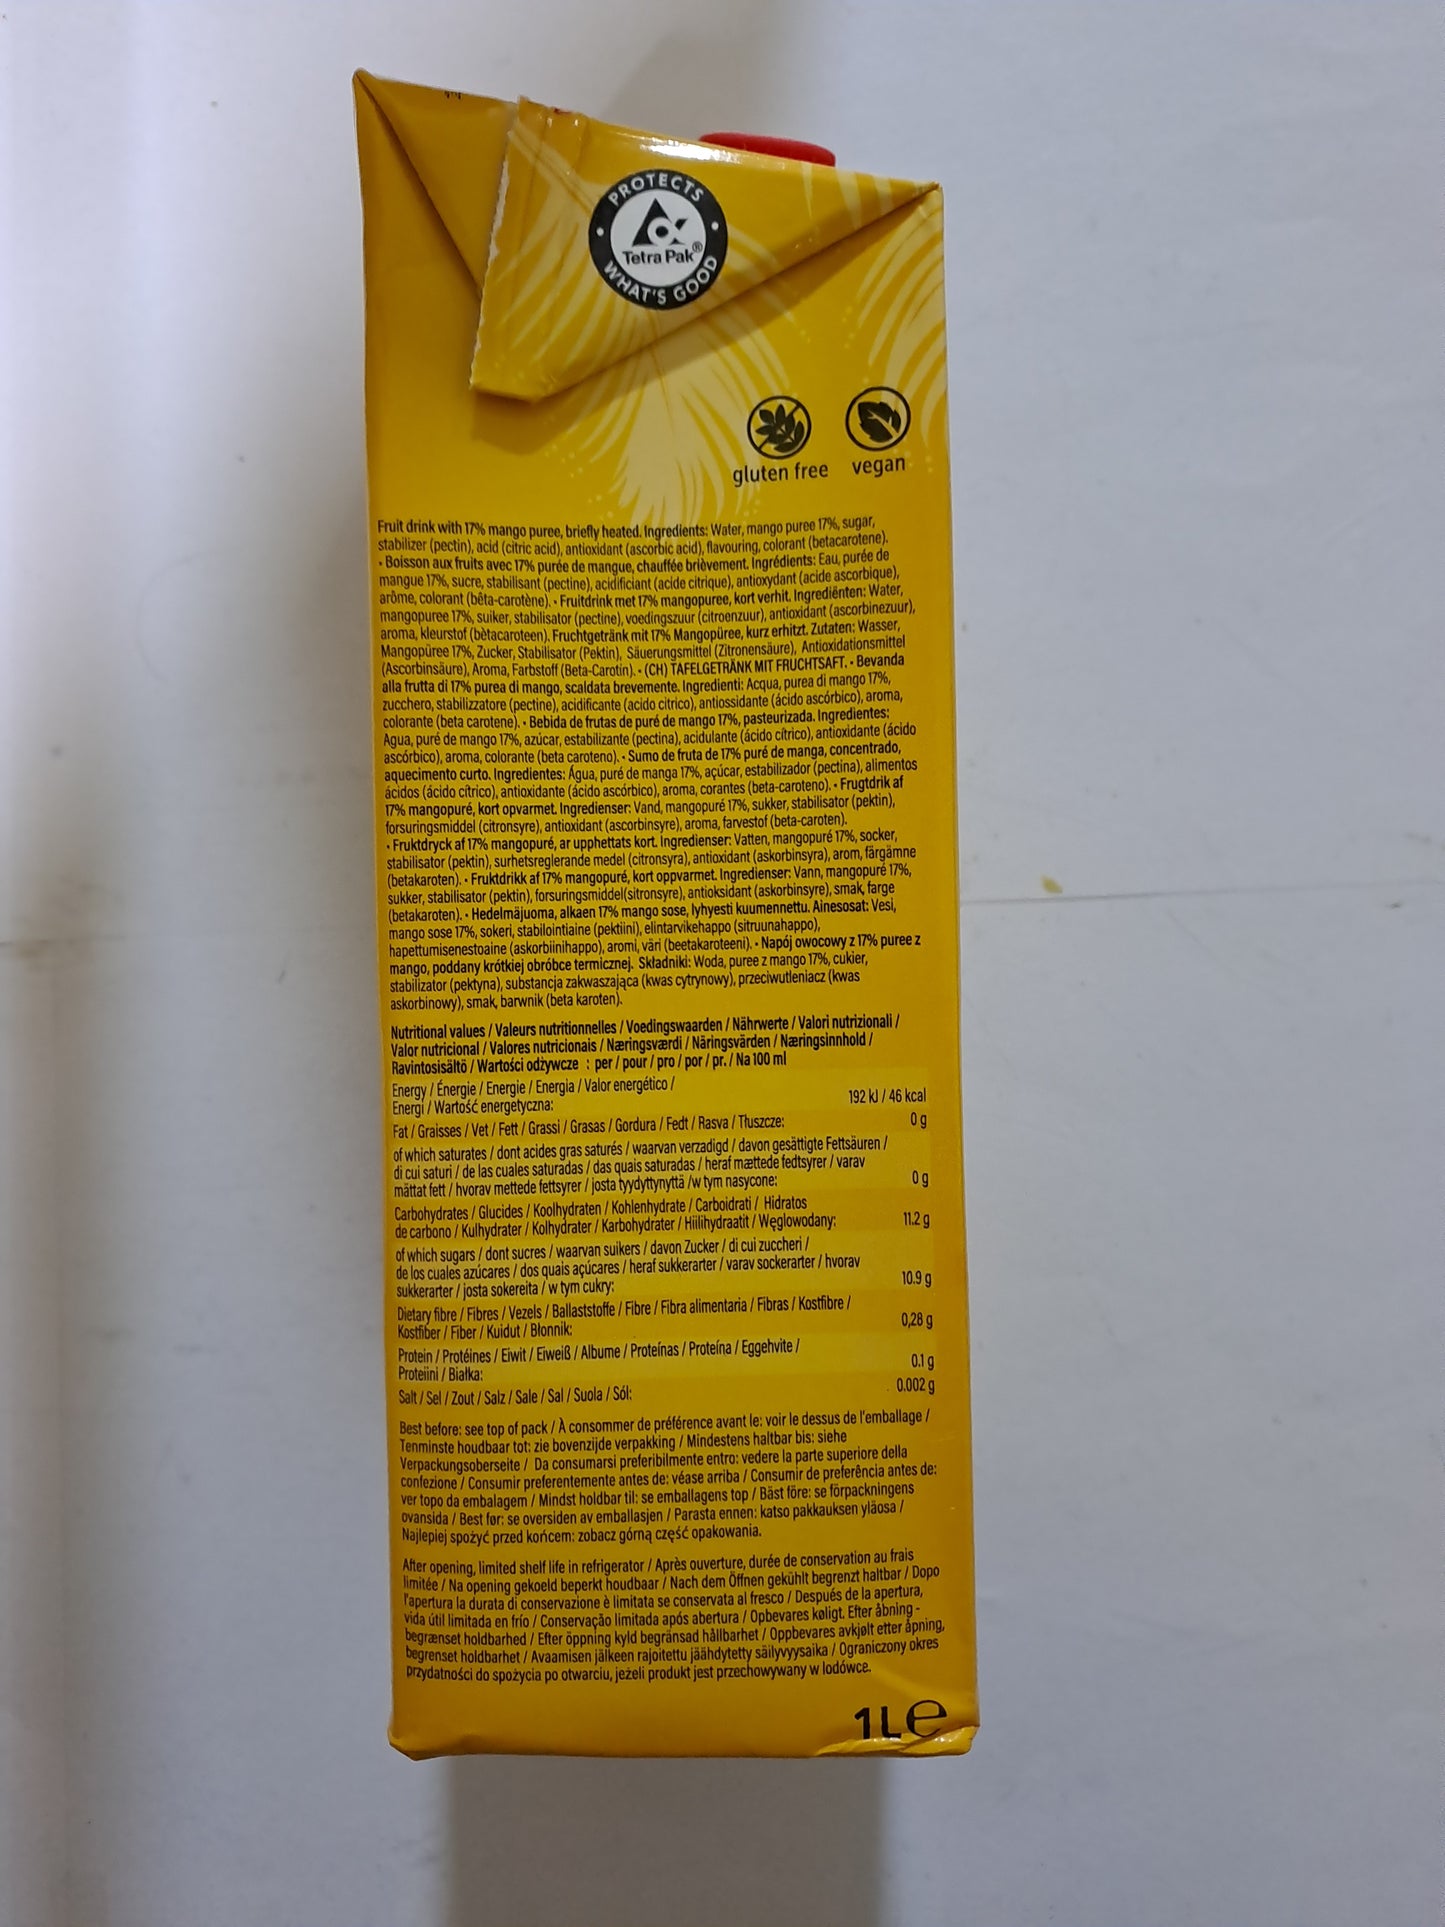 PROTECTS
Tetra Pak®
WHAT'S GOOD
gluten free vegan
Fruit drink with 17% mango puree, briefly heated. Ingredients: Water, mango puree 17%, sugar,
stabilizer (pectin), acid (citric acid), antioxidant (ascorbic acid), flavouring, colorant (betacarotene).
• Boisson aux fruits avec 17% purée de mangue, chauffée brièvement. Ingrédients: Eau, purée de
mangue 17%, sucre, stabilisant (pectine), acidificiant (acide citrique), antioxydant (acide ascorbique),
arôme, colorant (bêta-carotène). • Fruitdrink met 17% mangopuree, kort verhit. Ingrediënten: Water,
mangopuree 17%, suiker, stabilisator (pectine), voedingszuur (citroenzuur), antioxidant (ascorbinezuur),
aroma, kleurstof (bètacaroteen). Fruchtgetränk mit 17% Mangopüree, kurz erhitzt. Zutaten: Wasser,
Mangopüree 17%, Zucker, Stabilisator (Pektin), Säuerungsmittel (Zitronensäure), Antioxidationsmittel
(Ascorbinsäure), Aroma, Farbstoff (Beta-Carotin). • (CH) TAFELGETRÄNK MIT FRUCHTSAFT. • Bevanda
alla frutta di 17% purea di mango, scaldata brevemente. Ingredienti: Acqua, purea di mango 17%,
zucchero, stabilizzatore (pectine), acidificante (acido citrico), antiossidante (ácido ascórbico), aroma,
colorante (beta carotene). • Bebida de frutas de puré de mango 17%, pasteurizada. Ingredientes:
Agua, puré de mango 17%, azúcar, estabilizante (pectina), acidulante (ácido cítrico), antioxidante (ácido
ascórbico), aroma, colorante (beta caroteno). • Sumo de fruta de 17% puré de manga, concentrado,
aquecimento curto. Ingredientes: Água, puré de manga 17%, açúcar, estabilizador (pectina), alimentos
ácidos (ácido cítrico), antioxidante (ácido ascórbico), aroma, corantes (beta-caroteno). • Frugtdrik af
17% mangopuré, kort opvarmet. Ingredienser: Vand, mangopuré 17%, sukker, stabilisator (pektin),
forsuringsmiddel (citronsyre), antioxidant (ascorbinsyre), aroma, farvestof (beta-caroten).
• Fruktdryck af 17% mangopuré, ar upphettats kort. Ingredienser: Vatten, mangopuré 17%, socker,
stabilisator (pektin), surhetsreglerande medel (citronsyra), antioxidant (askorbinsyra), arom, färgämne
(betakaroten). • Fruktdrikk af 17% mangopuré, kort oppvarmet. Ingredienser: Vann, mangopuré 17%,
sukker, stabilisator (pektin), forsuringsmiddel(sitronsyre), antioksidant (askorbinsyre), smak, farge
(betakaroten). • Hedelmäjuoma, alkaen 17% mango sose, lyhyesti kuumennettu. Ainesosat: Vesi,
mango sose 17%, sokeri, stabilointiaine (pektiini), elintarvikehappo (sitruunahappo),
hapettumisenestoaine (askorbiinihappo), aromi, väri (beetakaroteeni). • Napój owocowy z 17% puree z
mango, poddany krótkiej obróbce termicznej. Składniki: Woda, puree z mango 17%, cukier,
stabilizator (pektyna), substancja zakwaszająca (kwas cytrynowy), przeciwutleniacz (kwas
askorbinowy), smak, barwnik (beta karoten).
Nutritional values / Valeurs nutritionnelles / Voedingswaarden / Nährwerte / Valori nutrizionali /
Valor nutricional / Valores nutricionais / Næringsværdi / Näringsvärden / Næringsinnhold /
Ravintosisältö / Wartości odżywcze : per / pour / pro / por / pr. / Na 100 ml
Energy / Énergie / Energie / Energia / Valor energético /
Energi / Wartość energetyczna: 192 kJ / 46 kcal
Fat / Graisses / Vet / Fett / Grassi / Grasas / Gordura / Fedt / Rasva / Tłuszcze: 0 g
of which saturates / dont acides gras saturés / waarvan verzadigd / davon gesättigte Fettsäuren /
di cui saturi / de las cuales saturadas / das quais saturadas / heraf mættede fedtsyrer / varav
mättat fett / hvorav mettede fettsyrer / josta tyydyttynyttä /w tym nasycone: 0 g
Carbohydrates / Glucides / Koolhydraten / Kohlenhydrate / Carboidrati / Hidratos
de carbono / Kulhydrater / Kolhydrater / Karbohydrater / Hiilihydraatit / Węglowodany: 11.2 g
of which sugars / dont sucres / waarvan suikers / davon Zucker / di cui zuccheri /
de los cuales azúcares / dos quais açúcares / heraf sukkerarter / varav sockerarter / hvorav
sukkerarter / josta sokereita / w tym cukry: 10.9 g
Dietary fibre / Fibres / Vezels / Ballaststoffe / Fibre / Fibra alimentaria / Fibras / Kostfibre /
Kostfiber / Fiber / Kuidut / Błonnik: 0,28 g
Protein / Protéines / Eiwit / Eiweiß / Albume / Proteínas / Proteína / Eggehvite /
Proteiini / Białka: 0.1 g
Salt / Sel / Zout / Salz / Sale / Sal / Suola / Sól: 0.002 g
Best before: see top of pack / À consommer de préférence avant le: voir le dessus de l'emballage /
Tenminste houdbaar tot: zie bovenzijde verpakking / Mindestens haltbar bis: siehe
Verpackungsoberseite / Da consumarsi preferibilmente entro: vedere la parte superiore della
confezione / Consumir preferentemente antes de: véase arriba / Consumir de preferência antes de:
ver topo da embalagem / Mindst holdbar til: se emballagens top / Bäst före: se förpackningens
ovansida / Best før: se oversiden av emballasjen / Parasta ennen: katso pakkauksen yläosa /
Najlepiej spożyć przed końcem: zobacz górną część opakowania.
After opening, limited shelf life in refrigerator / Après ouverture, durée de conservation au frais
limitée / Na opening gekoeld beperkt houdbaar / Nach dem Öffnen gekühlt begrenzt haltbar / Dopo
l'apertura la durata di conservazione è limitata se conservata al fresco / Después de la apertura,
vida útil limitada en frío / Conservação limitada após abertura / Opbevares køligt. Efter åbning -
begrænset holdbarhed / Efter öppning kyld begränsad hållbarhet / Oppbevares avkjølt etter åpning,
begrenset holdbarhet / Avaamisen jälkeen rajoitettu jäähdytetty säilyvyysaika / Ograniczony okres
przydatności do spożycia po otwarciu, jeżeli produkt jest przechowywany w lodówce.
1L e